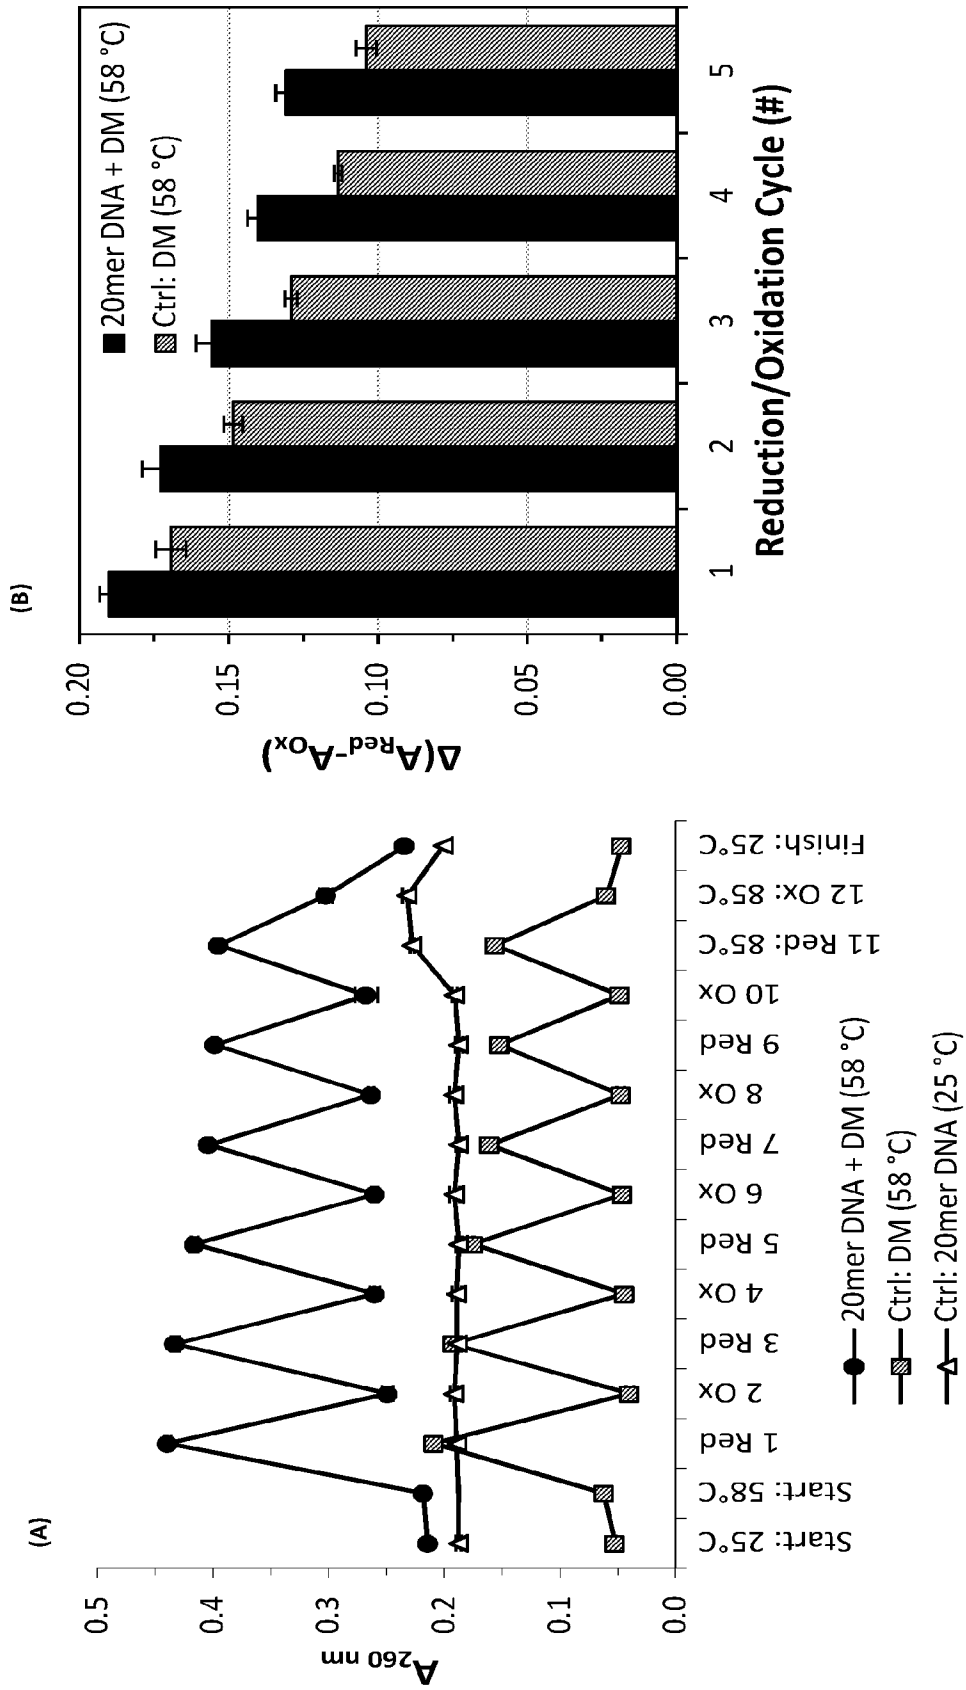 (A)
A260 nm
0.5
0.4
0.3
0.2
0.1
0.0
Start: 25°C
Start: 58°C
1 Red
2 Ox
3 Red
4 Ox
5 Red
6 Ox
7 Red
8 Ox
9 Red
10 Ox
11 Red: 85°C
12 Ox: 85°C
Finish: 25°C
20mer DNA + DM (58 °C)
Ctrl: DM (58 °C)
Ctrl: 20mer DNA (25 °C)
(B)
Δ(ARed-AOx)
0.20
0.15
0.10
0.05
0.00
20mer DNA + DM (58 °C)
Ctrl: DM (58 °C)
1
2
3
4
5
Reduction/Oxidation Cycle (#)